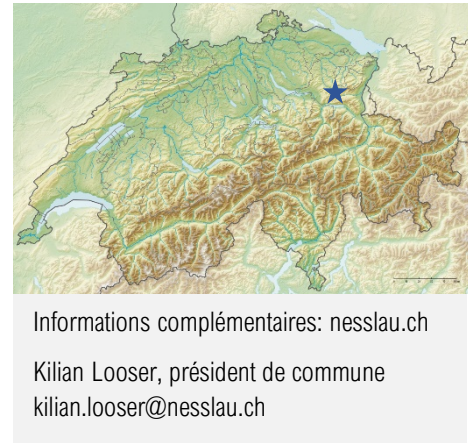 Informations complémentaires: nesslau.ch
Kilian Looser, président de commune
kilian.looser@nesslau.ch